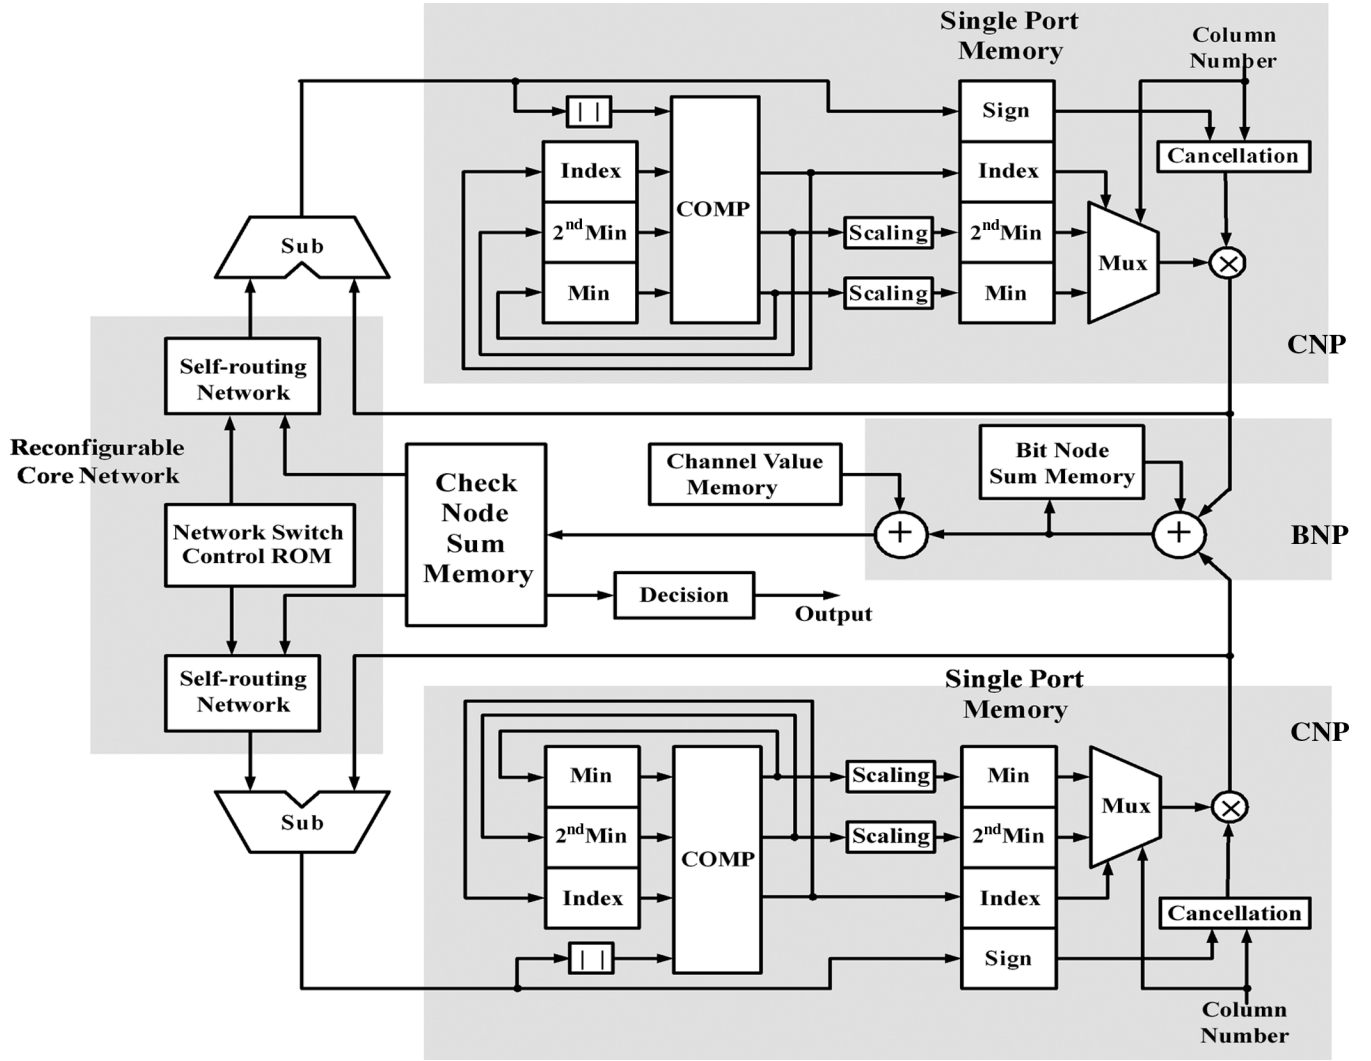 Single Port
Memory
Column
Number
Sign
| |
Cancellation
Index
Index
COMP
Sub
2nd Min
Scaling
2nd Min
Mux
×
Min
Scaling
Min
CNP
Self-routing
Network
Reconfigurable
Core Network
Check
Node
Sum
Memory
Channel Value
Memory
Bit Node
Sum Memory
Network Switch
Control ROM
+
+
BNP
Decision
Output
Self-routing
Network
Single Port
Memory
CNP
Min
Scaling
Min
Mux
×
Sub
2nd Min
Scaling
2nd Min
COMP
Index
Index
Cancellation
| |
Sign
Column
Number